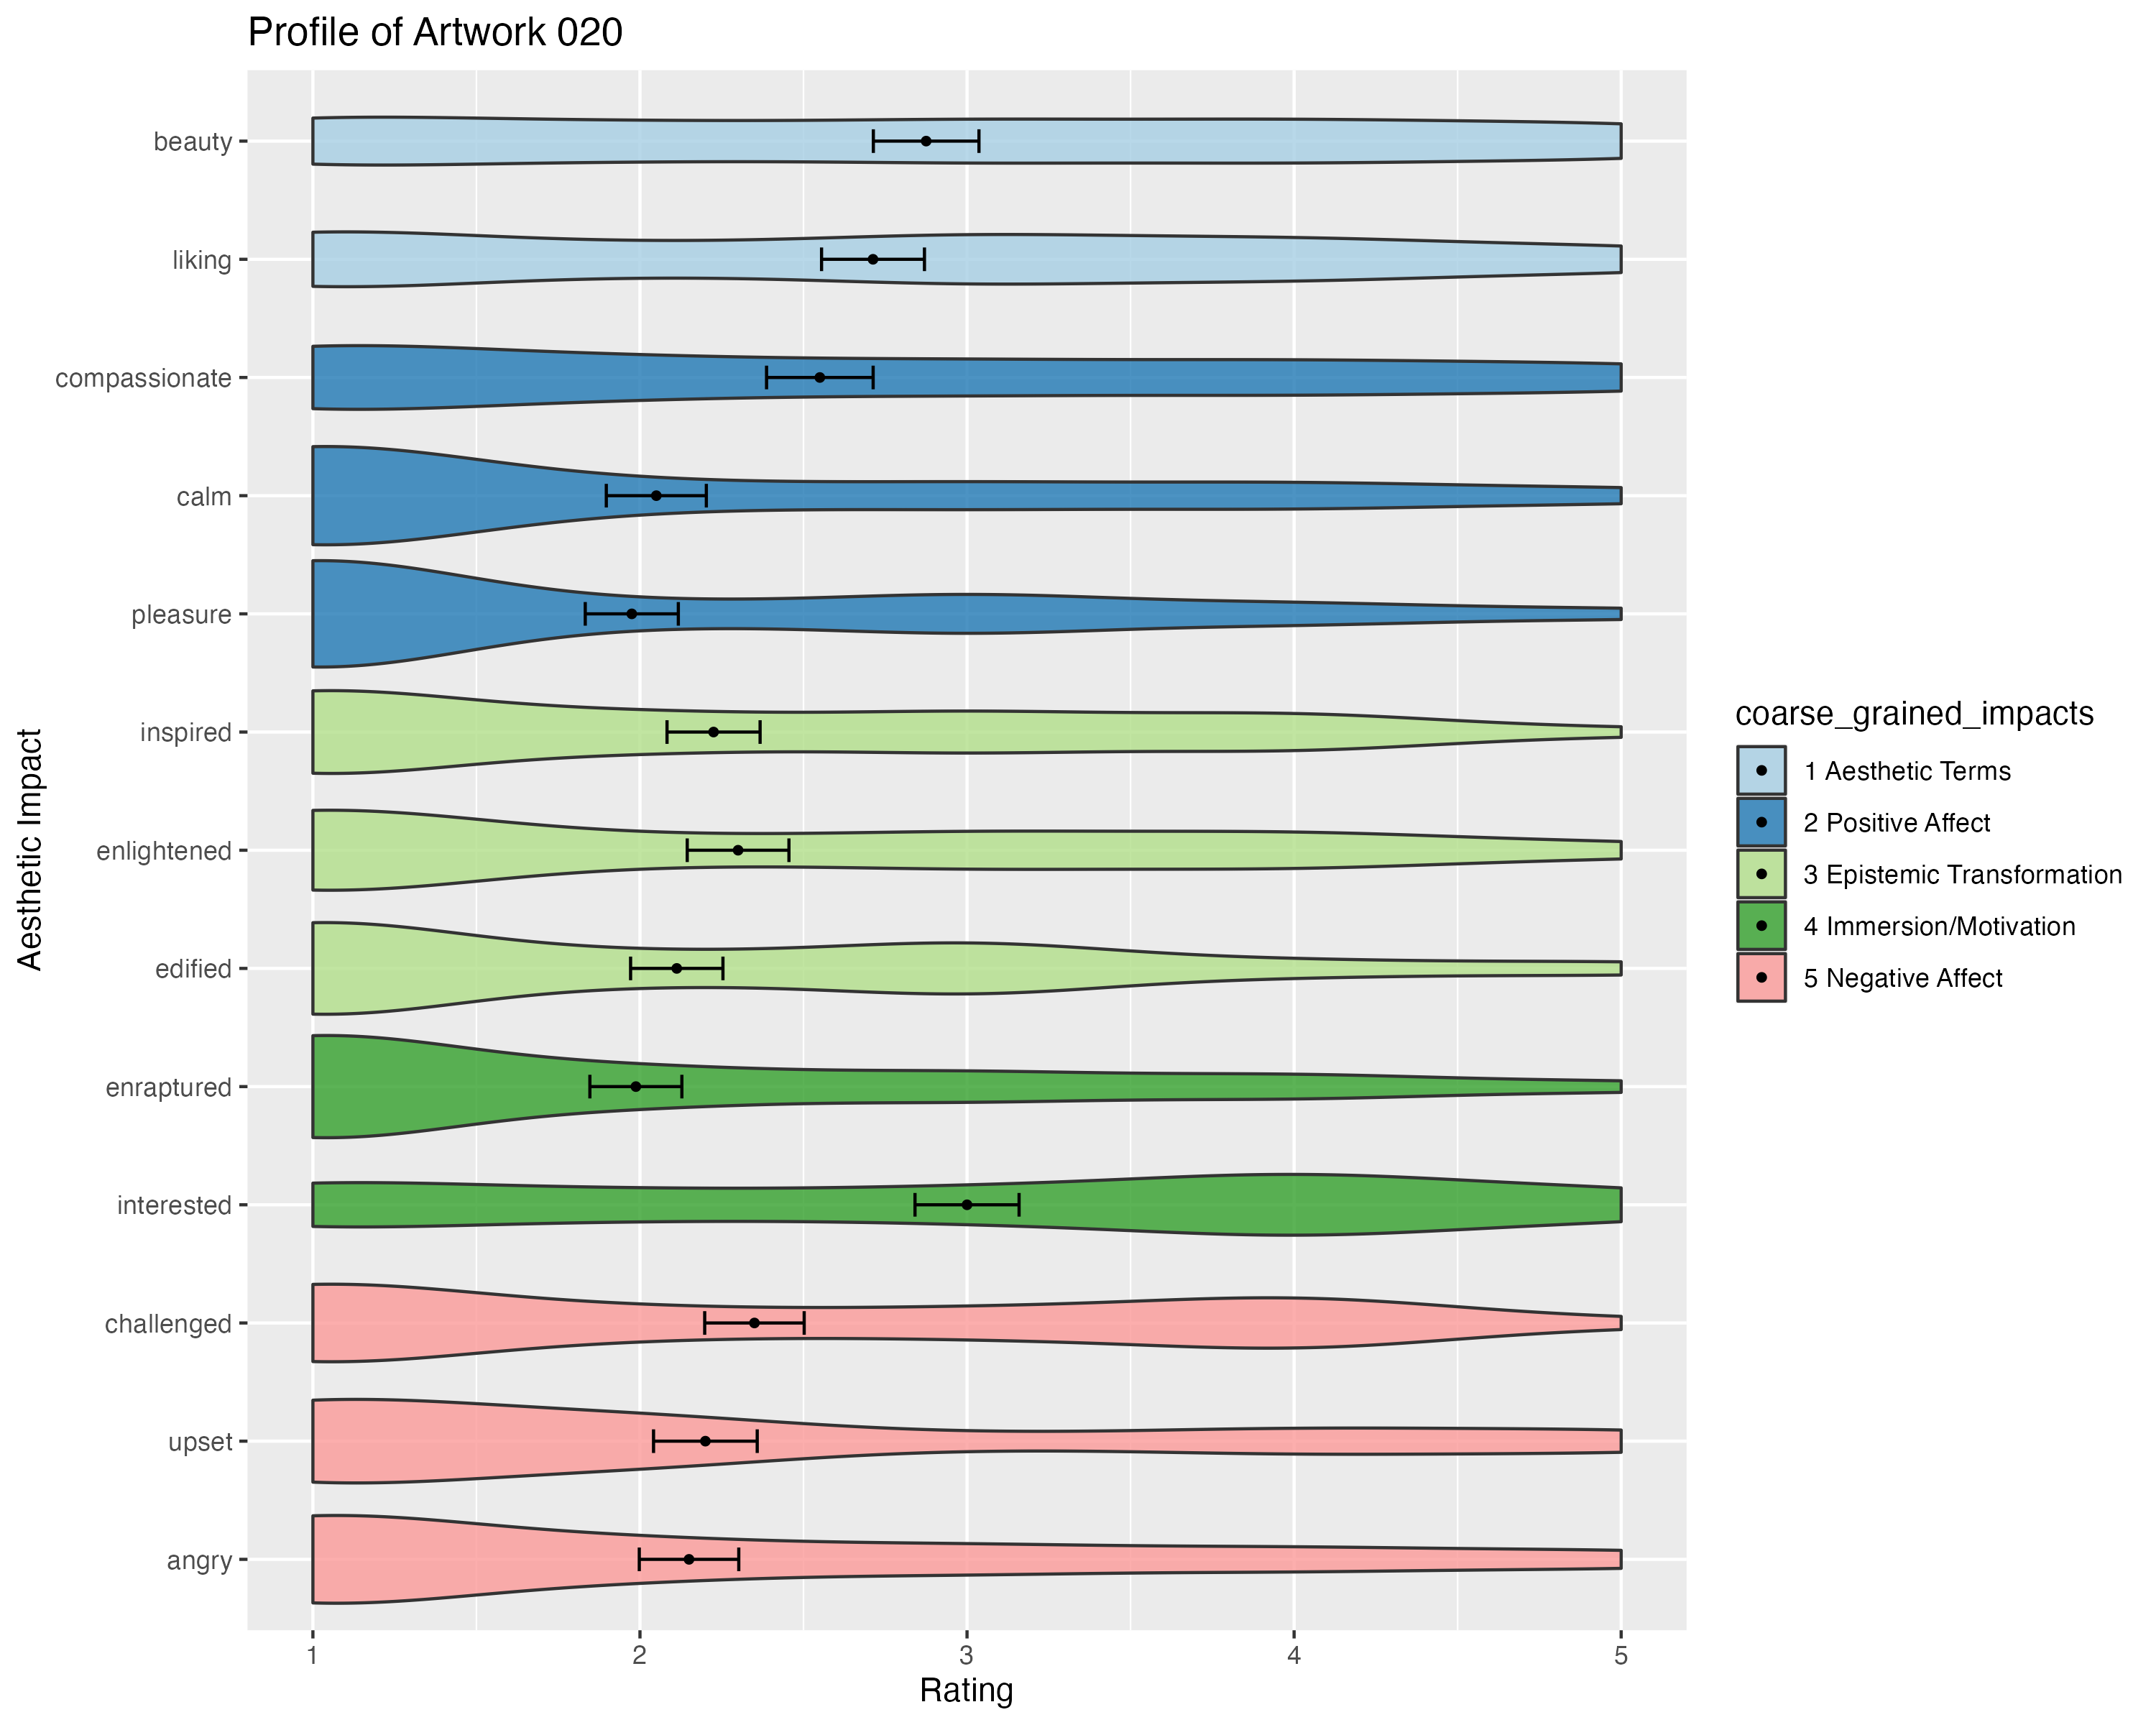 Profile of Artwork 020
beauty
liking
compassionate
calm
pleasure
inspired
enlightened
edified
enraptured
interested
challenged
upset
angry
Aesthetic Impact
1 2 3 4 5
Rating
coarse_grained_impacts
1 Aesthetic Terms
2 Positive Affect
3 Epistemic Transformation
4 Immersion/Motivation
5 Negative Affect